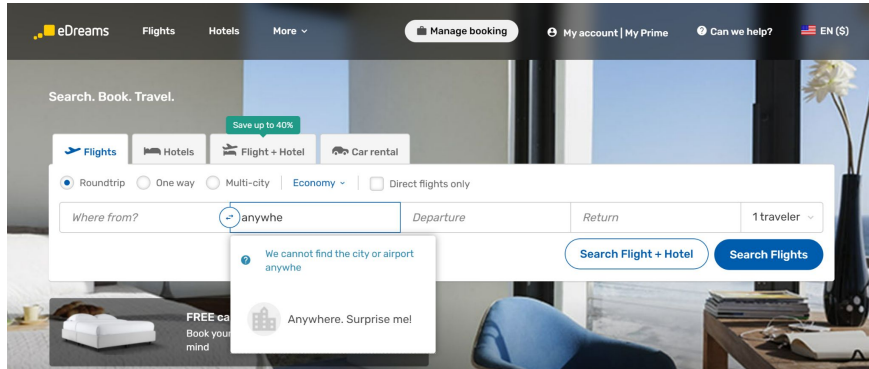 eDreams Flights Hotels More Manage booking My account | My Prime Can we help? EN ($)
Search. Book. Travel.
Save up to 40%
Flights Hotels Flight + Hotel Car rental
Roundtrip One way Multi-city Economy Direct flights only
Where from? anywhe Departure Return 1 traveler
We cannot find the city or airport
anywhe
Search Flight + Hotel Search Flights
Anywhere. Surprise me!
FREE ca
Book your
mind